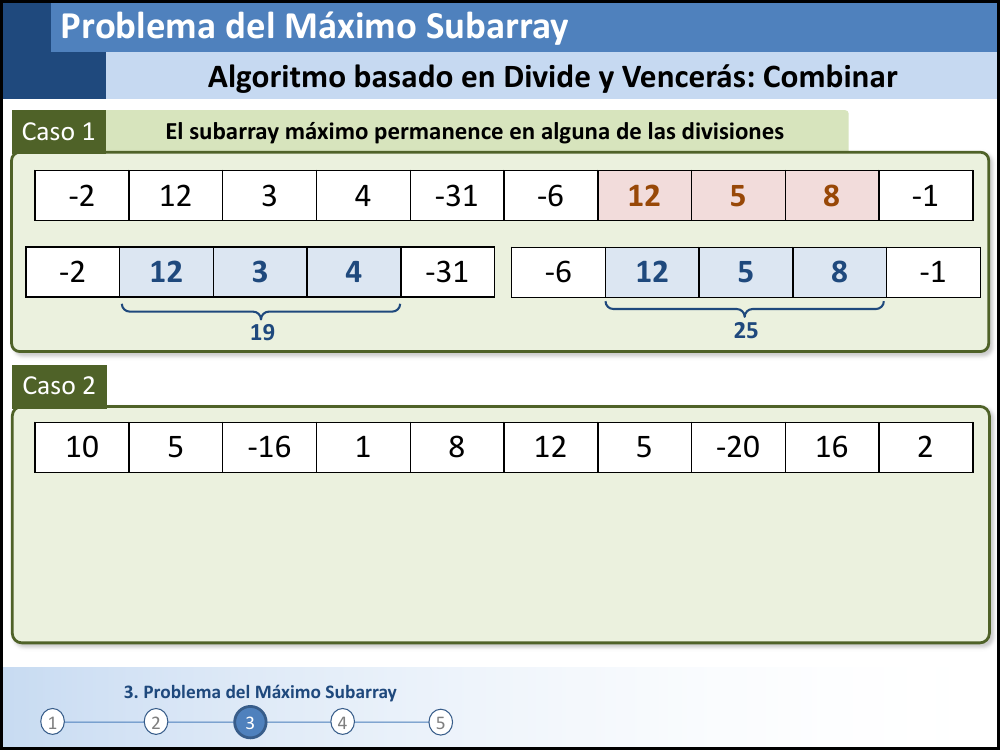 Problema del Máximo Subarray
Algoritmo basado en Divide y Vencerás: Combinar
Caso 1
El subarray máximo permanence en alguna de las divisiones
-2 12 3 4 -31 -6 12 5 8 -1
-2 12 3 4 -31 -6 12 5 8 -1
19 25
Caso 2
10 5 -16 1 8 12 5 -20 16 2
3. Problema del Máximo Subarray
1 2 3 4 5